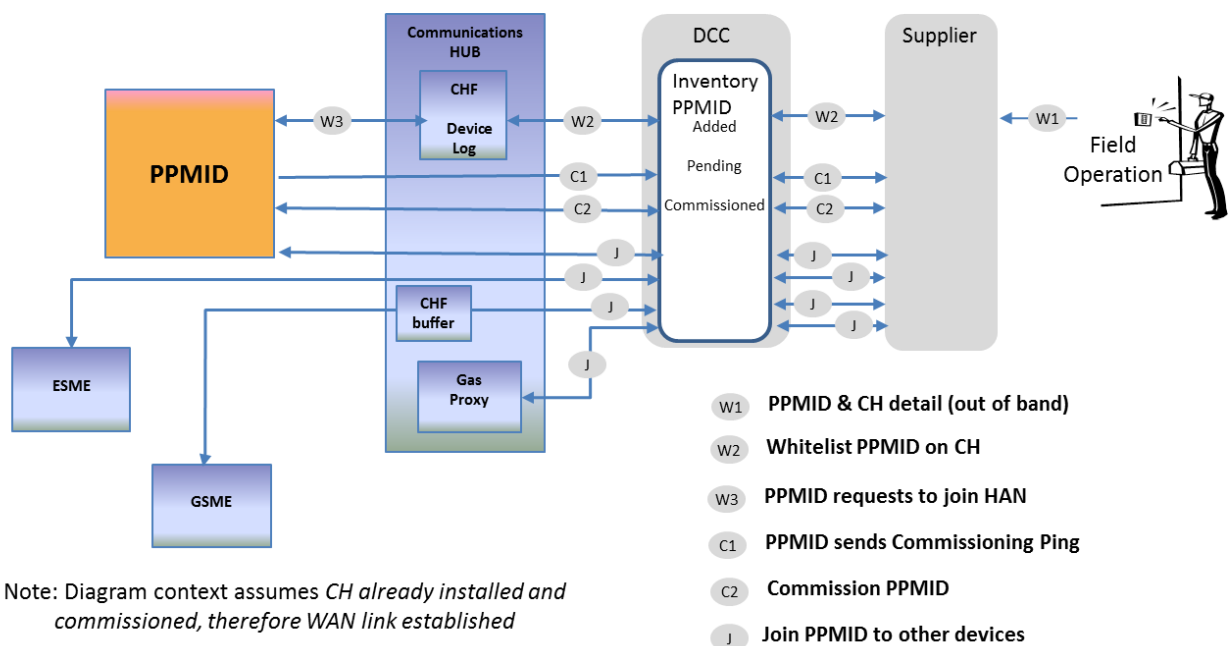 Communications
HUB
DCC
Supplier
CHF
Device
Log
Inventory
PPMID
Added
Pending
Commissioned
PPMID
W3
W2
W2
W1
Field
Operation
C1
C1
C2
C2
J
J
J
J
CHF
buffer
J
J
J
J
Gas
Proxy
ESME
GSME
W1 PPMID & CH detail (out of band)
W2 Whitelist PPMID on CH
W3 PPMID requests to join HAN
C1 PPMID sends Commissioning Ping
C2 Commission PPMID
J Join PPMID to other devices
Note: Diagram context assumes CH already installed and
commissioned, therefore WAN link established